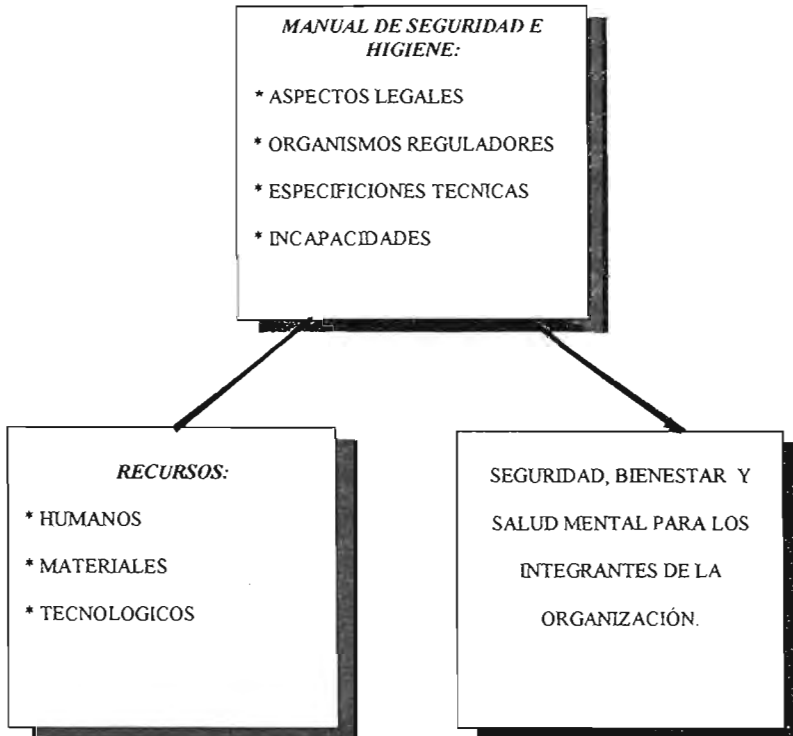 MANUAL DE SEGURIDAD E
HIGIENE:
* ASPECTOS LEGALES
* ORGANISMOS REGULADORES
* ESPECIFICIONES TECNICAS
* INCAPACIDADES
RECURSOS:
* HUMANOS
* MATERIALES
* TECNOLOGICOS
SEGURIDAD, BIENESTAR Y
SALUD MENTAL PARA LOS
INTEGRANTES DE LA
ORGANIZACIÓN.